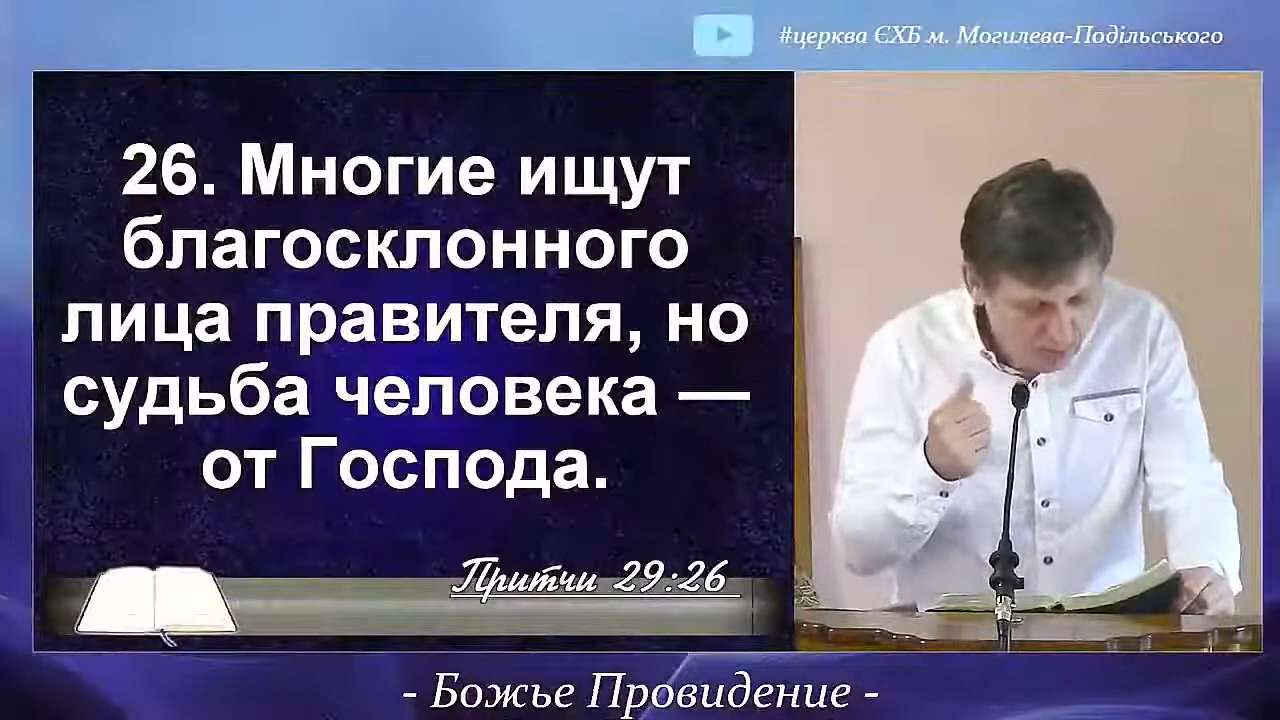 #церква ЄХБ м. Могилева-Подільського
26. Многие ищут
благосклонного
лица правителя, но
судьба человека —
от Господа.
Притчи 29:26
- Божье Провидение -